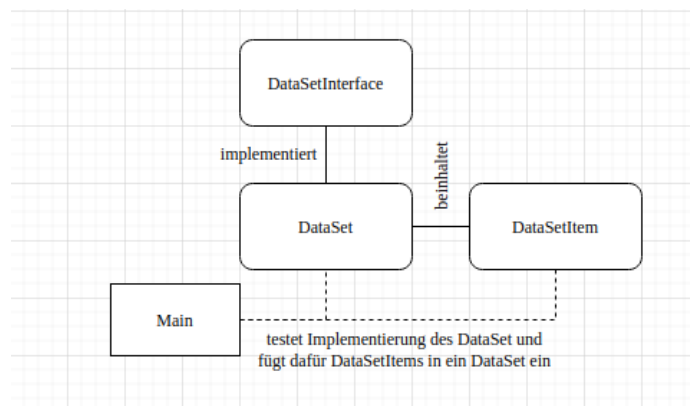 DataSetInterface
implementiert
beinhaltet
DataSet
DataSetItem
Main
testet Implementierung des DataSet und
fügt dafür DataSetItems in ein DataSet ein